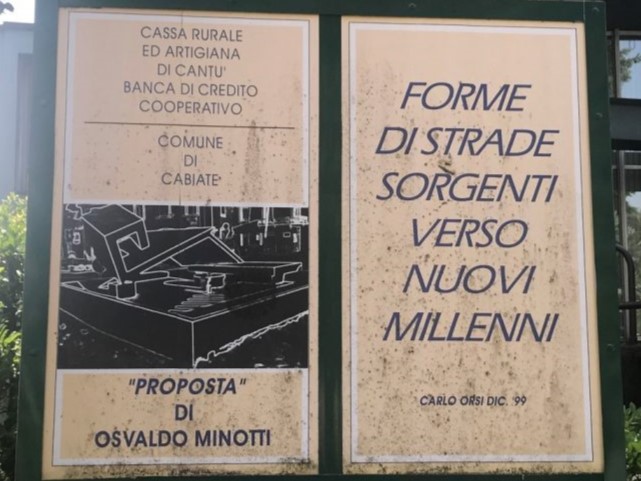 CASSA RURALE
ED ARTIGIANA
DI CANTU'
BANCA DI CREDITO
COOPERATIVO
COMUNE
DI
CABIATE
"PROPOSTA"
DI
OSVALDO MINOTTI
FORME
DI STRADE
SORGENTI
VERSO
NUOVI
MILLENNI
CARLO ORSI DIC. '99